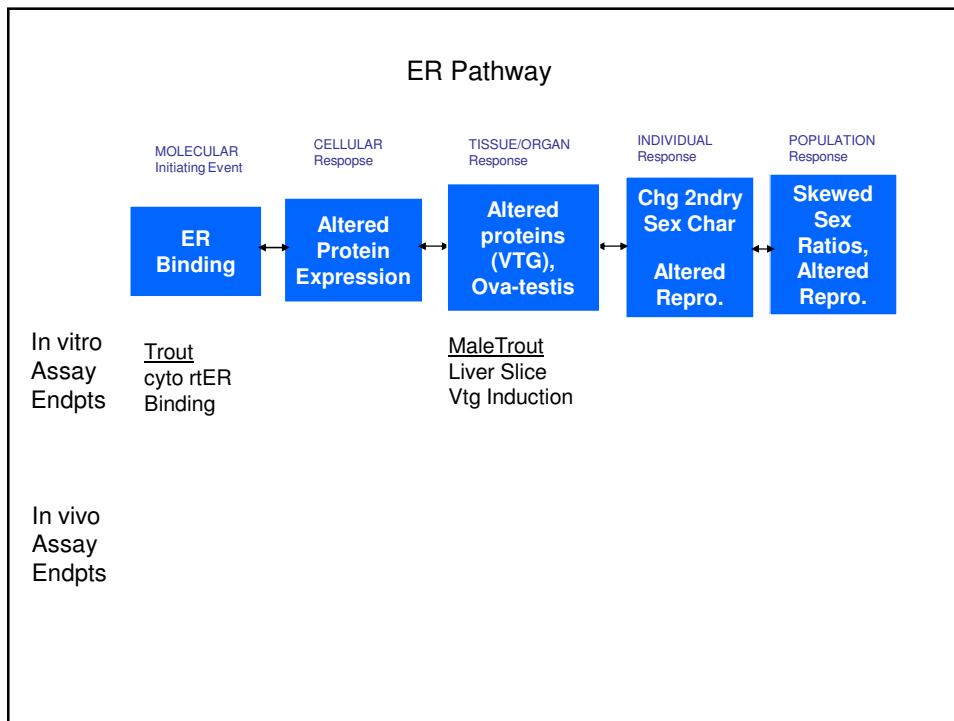 ER Pathway
MOLECULAR
Initiating Event
CELLULAR
Respopse
TISSUE/ORGAN
Response
INDIVIDUAL
Response
POPULATION
Response
ER
Binding
Altered
Protein
Expression
Altered
proteins
(VTG),
Ova-testis
Chg 2ndry
Sex Char
Altered
Repro.
Skewed
Sex
Ratios,
Altered
Repro.
In vitro
Assay
Endpts
Trout
cyto rtER
Binding
MaleTrout
Liver Slice
Vtg Induction
In vivo
Assay
Endpts